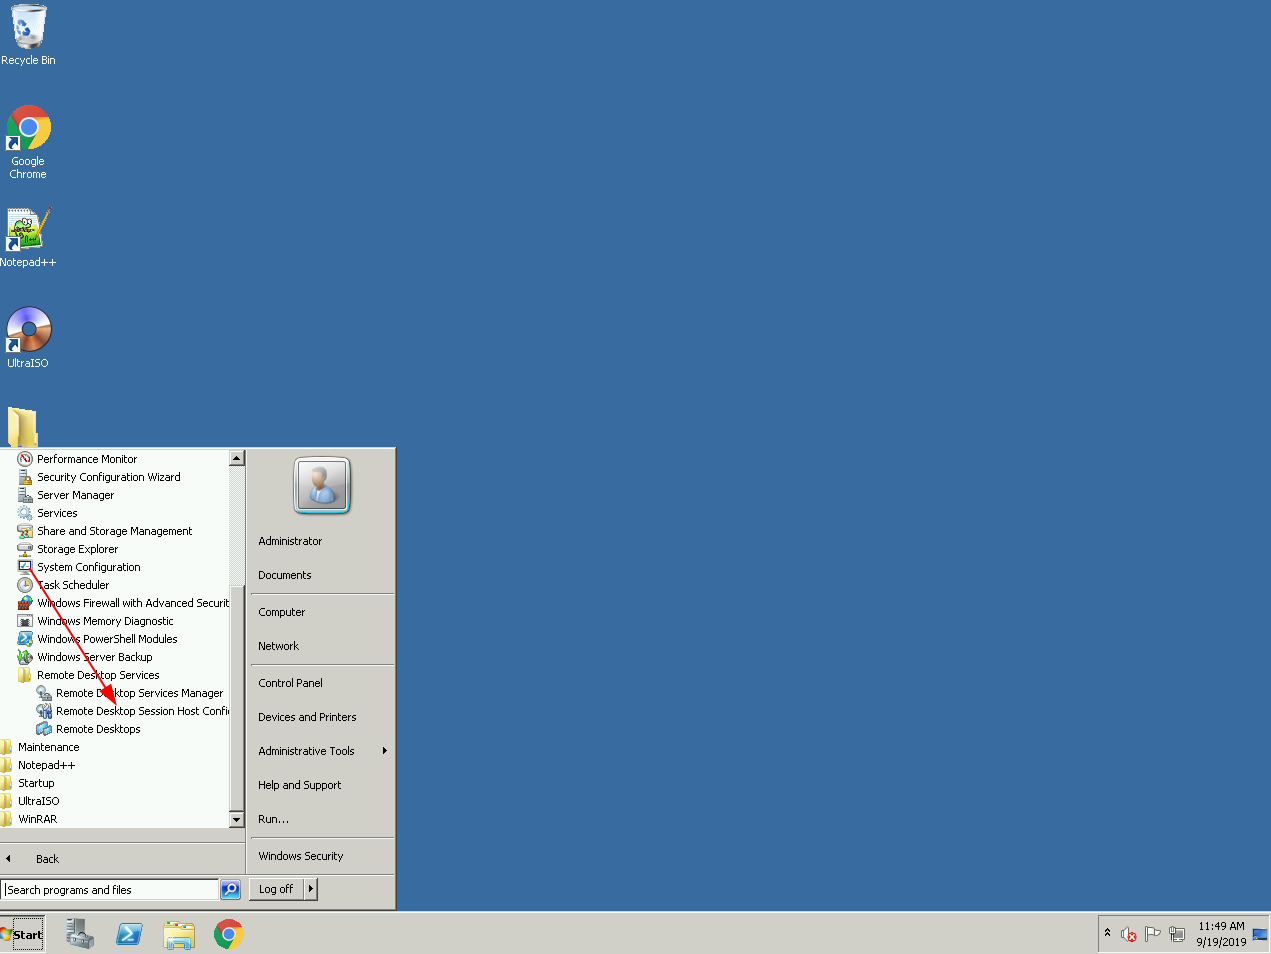 Recycle Bin
Google
Chrome
Notepad++
UltraISO
Performance Monitor
Security Configuration Wizard
Server Manager
Services
Share and Storage Management
Storage Explorer
System Configuration
Task Scheduler
Windows Firewall with Advanced Securit
Windows Memory Diagnostic
Windows PowerShell Modules
Windows Server Backup
Remote Desktop Services
Remote Desktop Services Manager
Remote Desktop Session Host Confi
Remote Desktops
Maintenance
Notepad++
Startup
UltraISO
WinRAR
Back
Search programs and files
Administrator
Documents
Computer
Network
Control Panel
Devices and Printers
Administrative Tools
Help and Support
Run...
Windows Security
Log off
Start
11:49 AM
9/19/2019